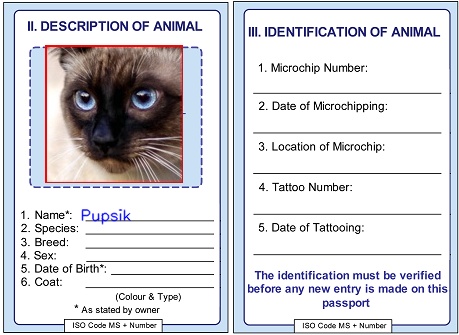 II. DESCRIPTION OF ANIMAL
1. Name*: Pupsik
2. Species:
3. Breed:
4. Sex:
5. Date of Birth*:
6. Coat:
(Colour & Type)
* As stated by owner
ISO Code MS + Number
III. IDENTIFICATION OF ANIMAL
1. Microchip Number:
2. Date of Microchipping:
3. Location of Microchip:
4. Tattoo Number:
5. Date of Tattooing:
The identification must be verified
before any new entry is made on this
passport
ISO Code MS + Number